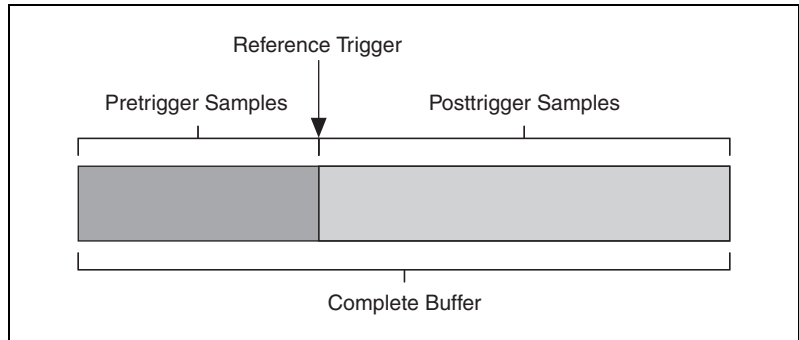 Reference Trigger
Pretrigger Samples
Posttrigger Samples
Complete Buffer